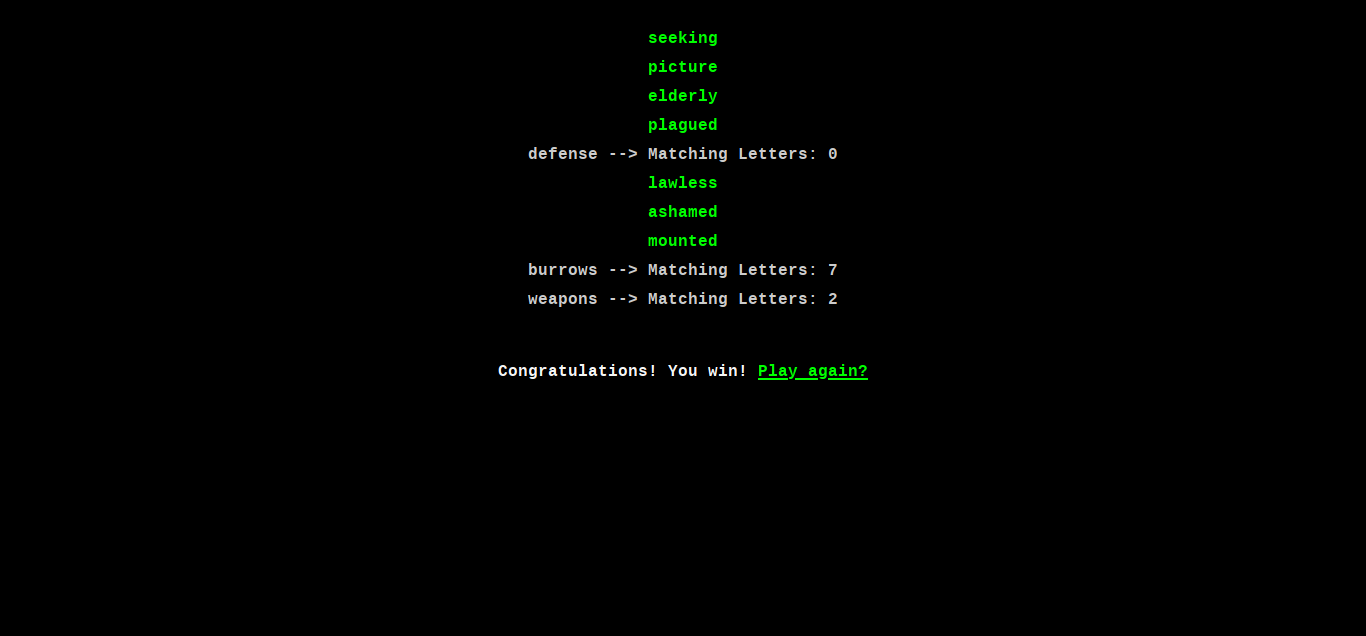 seeking
picture
elderly
plagued
defense --> Matching Letters: 0
lawless
ashamed
mounted
burrows --> Matching Letters: 7
weapons --> Matching Letters: 2
Congratulations! You win! Play again?